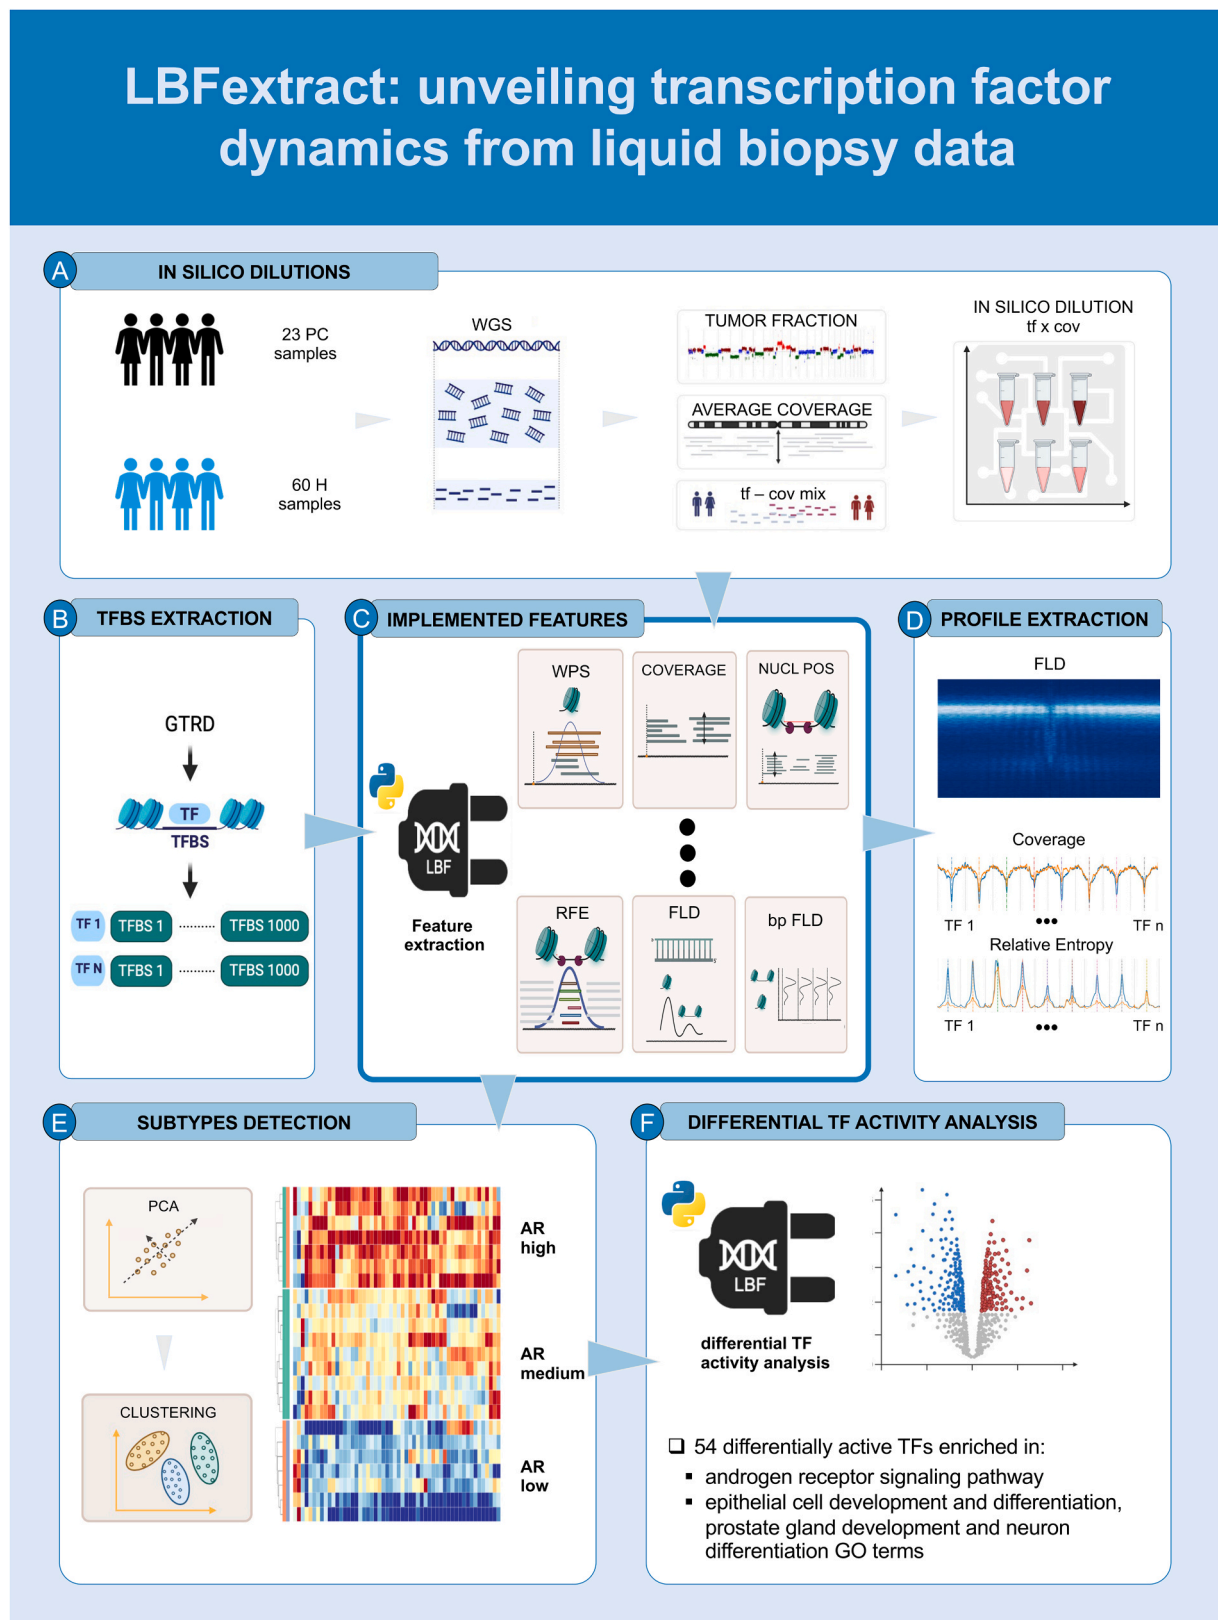 LBFextract: unveiling transcription factor
dynamics from liquid biopsy data
A
IN SILICO DILUTIONS
23 PC
samples
60 H
samples
WGS
TUMOR FRACTION
AVERAGE COVERAGE
tf – cov mix
IN SILICO DILUTION
tf x cov
B
TFBS EXTRACTION
GTRD
TF
TFBS
TF 1
TFBS 1
TFBS 1000
TF N
TFBS 1
TFBS 1000
C
IMPLEMENTED FEATURES
LBF
Feature
extraction
WPS
COVERAGE
NUCL POS
RFE
FLD
bp FLD
D
PROFILE EXTRACTION
FLD
Coverage
TF 1
TF n
Relative Entropy
TF 1
TF n
E
SUBTYPES DETECTION
PCA
CLUSTERING
AR
high
AR
medium
AR
low
F
DIFFERENTIAL TF ACTIVITY ANALYSIS
LBF
differential TF
activity analysis
54 differentially active TFs enriched in:
androgen receptor signaling pathway
epithelial cell development and differentiation,
prostate gland development and neuron
differentiation GO terms